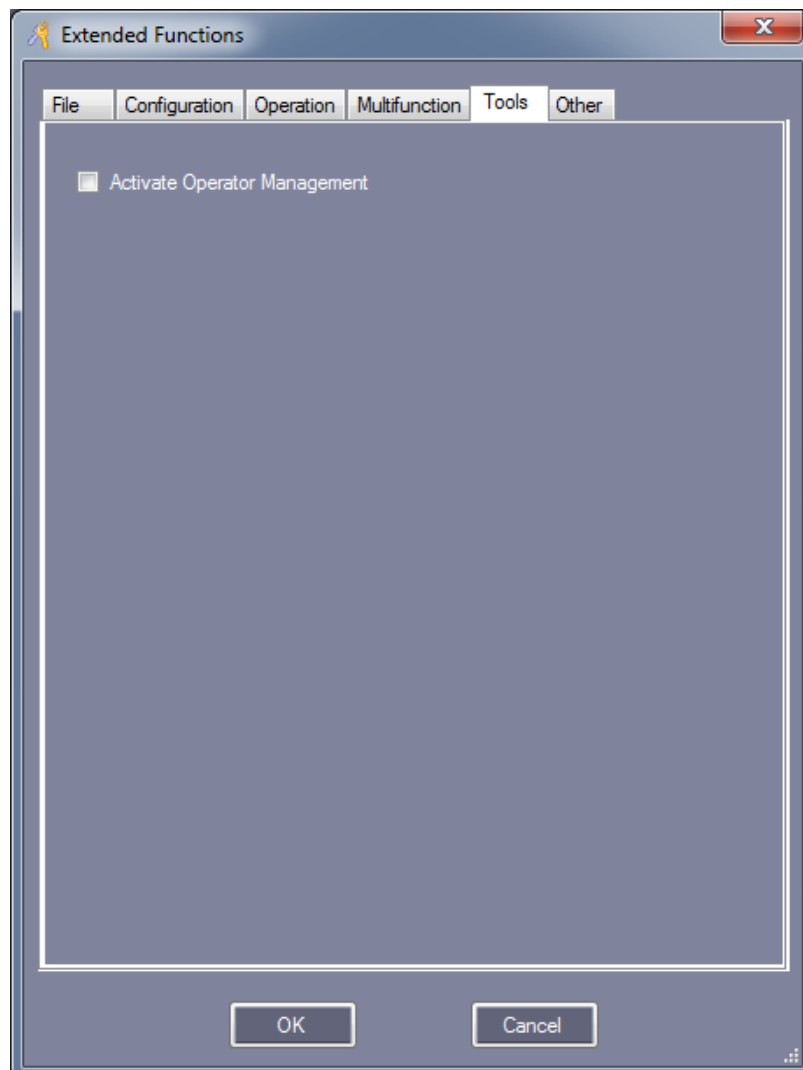 Extended Functions
File Configuration Operation Multifunction Tools Other
Activate Operator Management
OK Cancel